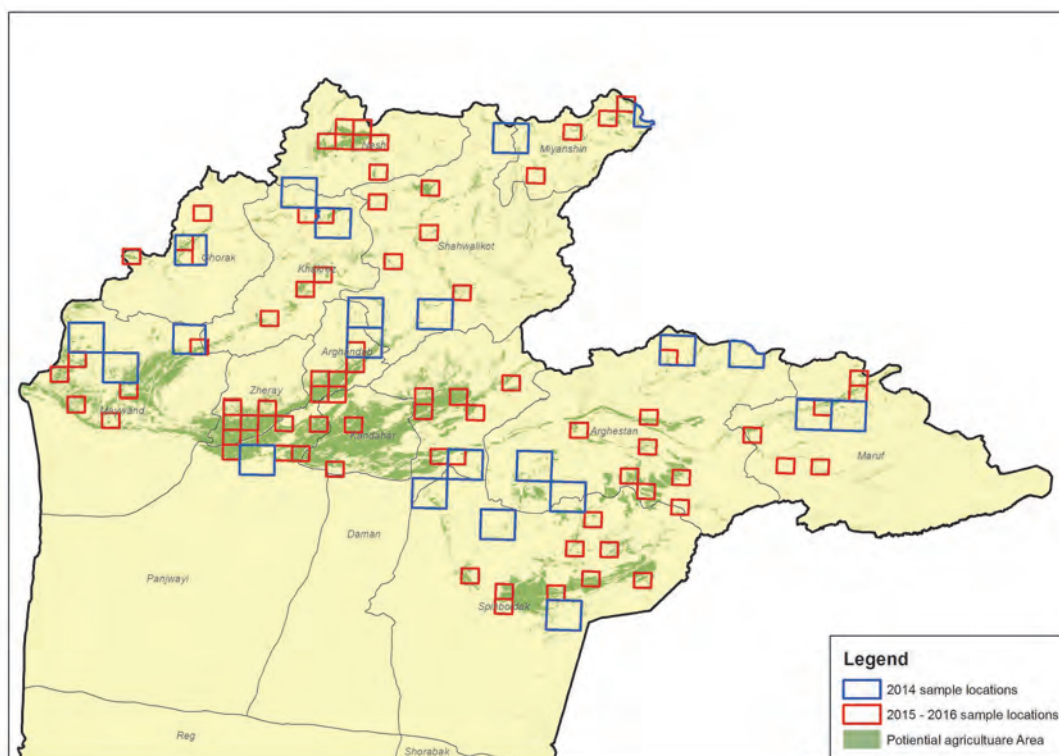 Nesh
Miyanshin
Ghorak
Shahwalikot
Khakrez
Arghandab
Zheray
Maywand
Kandahar
Arghestan
Maruf
Daman
Panjwayi
Spinboldak
Reg
Shorabak
Legend
2014 sample locations
2015 - 2016 sample locations
Potiential agricultuare Area